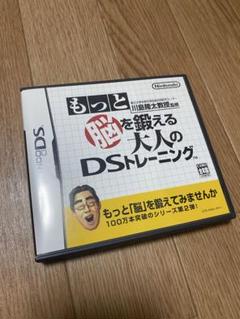 東北大学未来科学技術共同研究センター
川島隆太教授監修
Nintendo
もっと
脳を鍛える
大人の
DSトレーニング
NINTENDO DS
もっと「脳」を鍛えてみませんか
100万本突破のシリーズ第2弾!